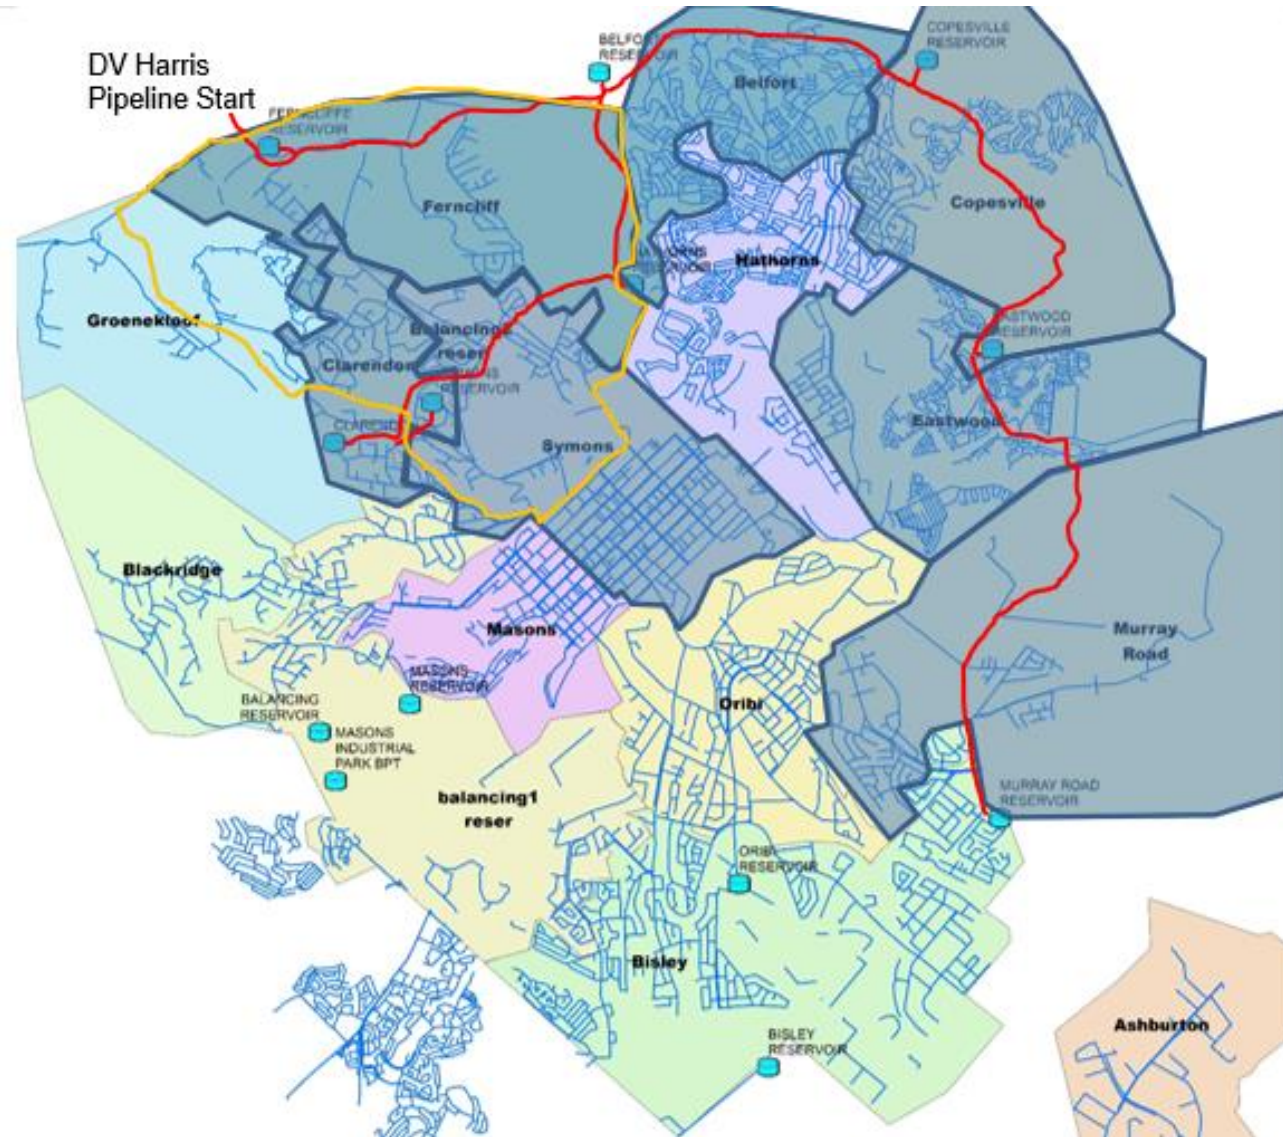 DV Harris
Pipeline Start
FERNCLIFFE
RESERVOIR
BELFORT
RESERVOIR
COPESVILLE
RESERVOIR
Belfort
Ferncliff
Copesville
RESERVOIR
Hathorns
Groenekloof
reser
Clarendon
RESERVOIR
EASTWOOD
RESERVOIR
Symons
Eastwood
Blackridge
Masons
Murray
Road
MASONS
RESERVOIR
BALANCING
RESERVOIR
MASONS
INDUSTRIAL
PARK BPT
Oribi
balancing1
reser
MURRAY ROAD
RESERVOIR
ORIBI
RESERVOIR
Bisley
BISLEY
RESERVOIR
Ashburton